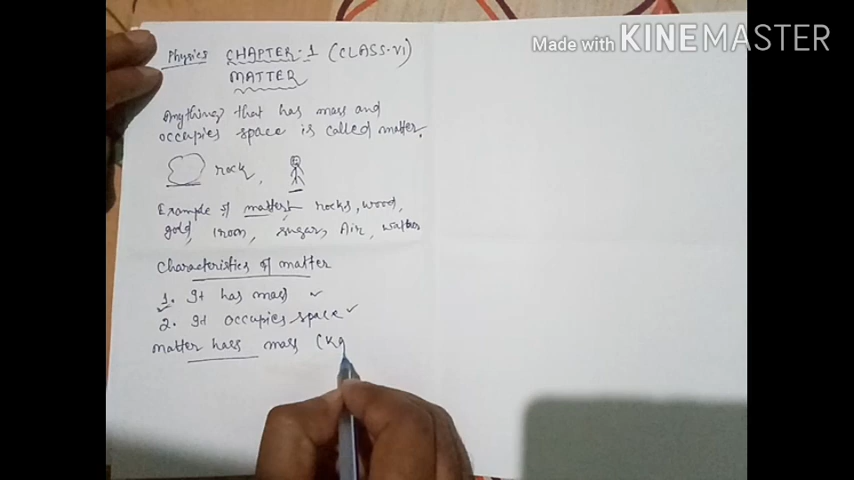 Made with KINEMASTER
Physics CHAPTER-1 (CLASS-VI)
MATTER
Anything that has mass and
occupies space is called matter.
rock,
Example of matter rocks, wood,
gold, Iron, sugar, Air, water
Characteristics of matter
1. It has mass
2. It occupies space
matter hass mass (Kg